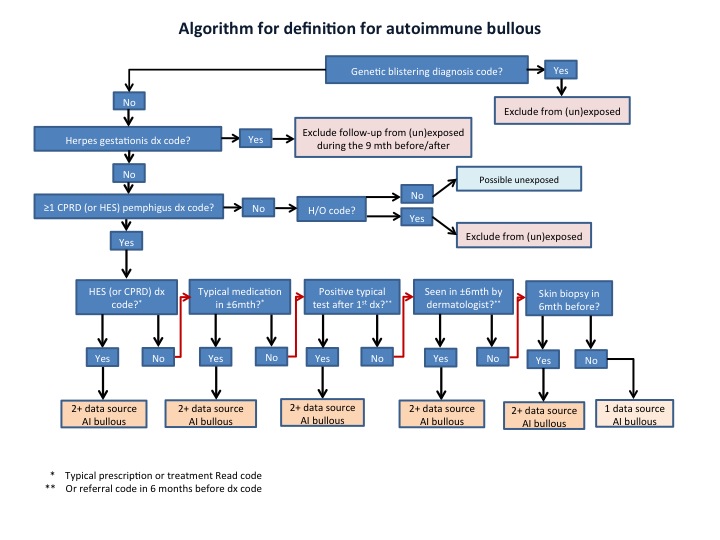 Algorithm for definition for autoimmune bullous
Genetic blistering diagnosis code?
Yes
No
Exclude from (un)exposed
Herpes gestationis dx code?
Yes
Exclude follow-up from (un)exposed
during the 9 mth before/after
No
Possible unexposed
≥1 CPRD (or HES) pemphigus dx code?
No
H/O code?
No
Yes
Exclude from (un)exposed
Yes
HES (or CPRD) dx
code?*
Typical medication
in ±6mth?*
Positive typical
test after 1st dx?**
Seen in ±6mth by
dermatologist?**
Skin biopsy in
6mth before?
Yes
No
Yes
No
Yes
No
Yes
No
Yes
No
2+ data source
AI bullous
2+ data source
AI bullous
2+ data source
AI bullous
2+ data source
AI bullous
2+ data source
AI bullous
1 data source
AI bullous
* Typical prescription or treatment Read code
** Or referral code in 6 months before dx code